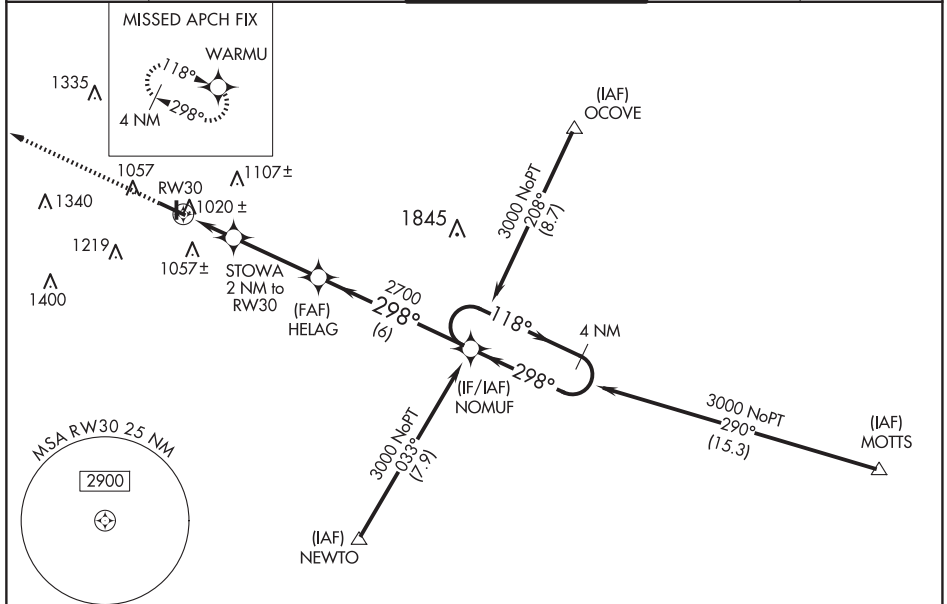 MISSED APCH FIX
WARMU
118°
298°
4 NM
1335
(IAF)
OCOVE
3000 NoPT
208°
(8.7)
1057
RW30
1107±
1020 ±
1340
1845
1219
1057±
1400
STOWA
2 NM to
RW30
(FAF)
HELAG
2700
298°
(6)
118°
4 NM
298°
(IF/IAF)
NOMUF
3000 NoPT
290°
(15.3)
(IAF)
MOTTS
3000 NoPT
033°
(7.9)
(IAF)
NEWTO
MSA RW30 25 NM
2900